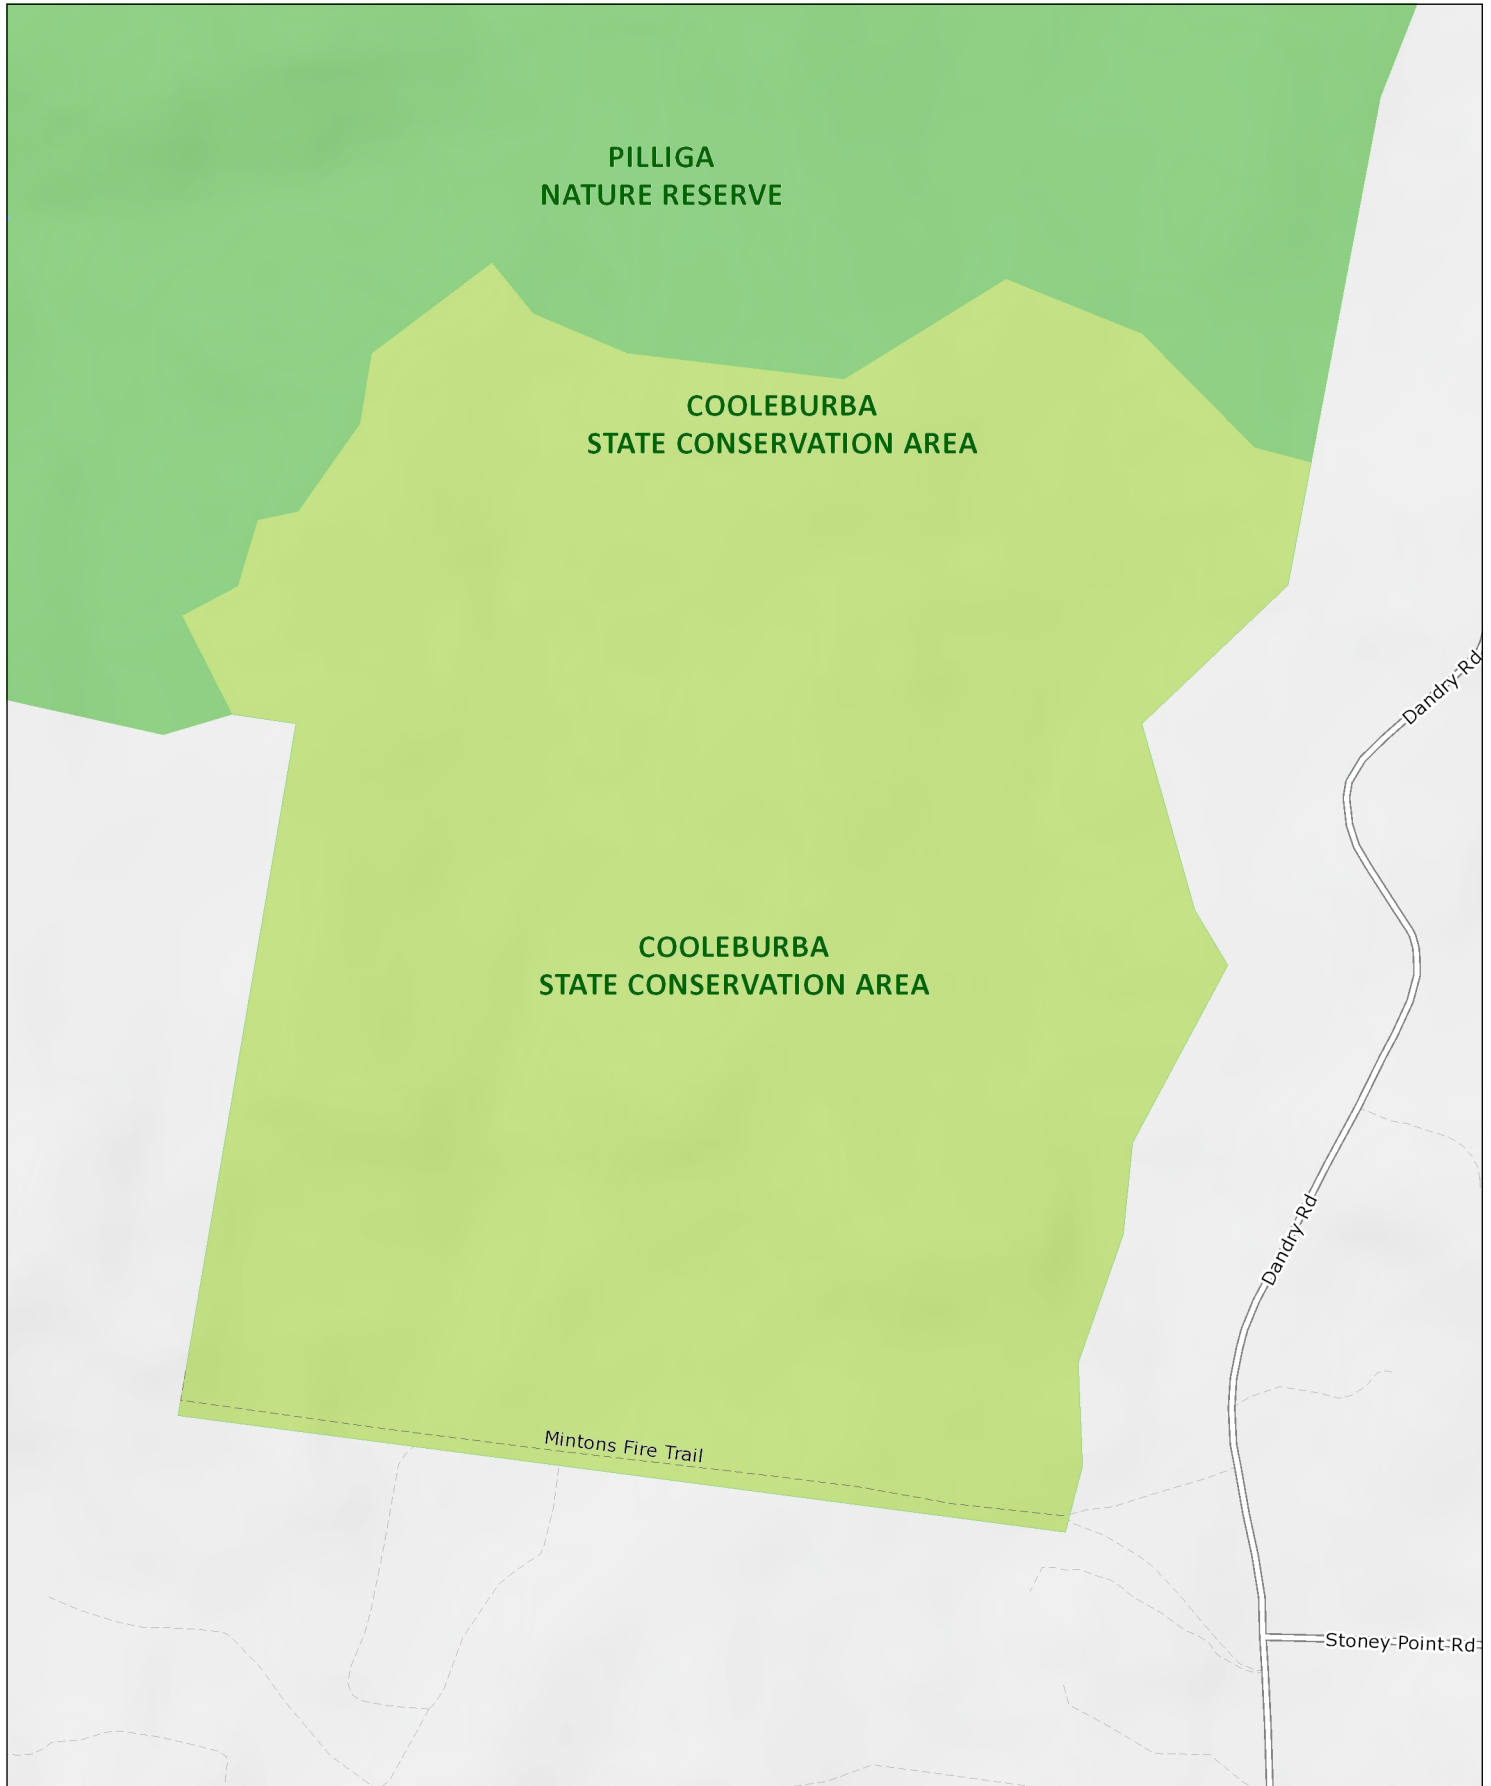 PILLIGA
NATURE RESERVE
COOLEBURBA
STATE CONSERVATION AREA
Dandry Rd
COOLEBURBA
STATE CONSERVATION AREA
Dandry Rd
Mintons Fire Trail
Stoney Point Rd